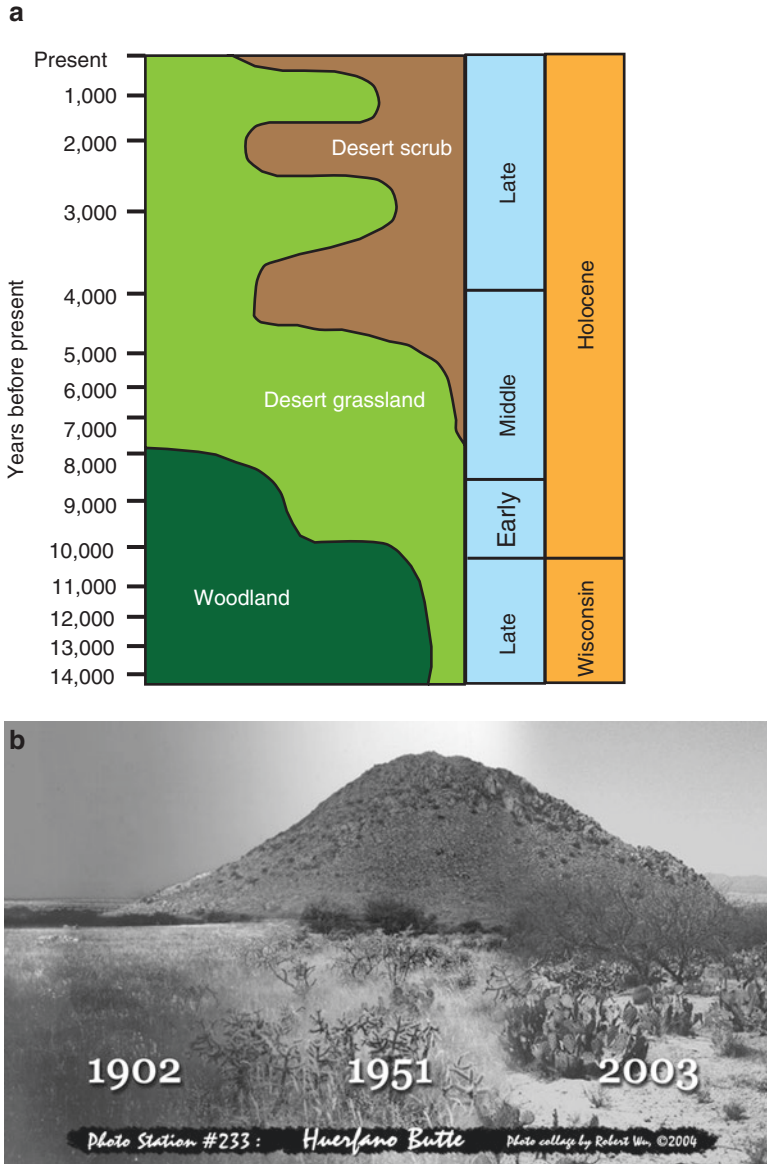 a
Present
1,000
2,000
3,000
4,000
5,000
6,000
7,000
8,000
9,000
10,000
11,000
12,000
13,000
14,000
Years before present
Desert scrub
Desert grassland
Woodland
Late
Middle
Early
Late
Holocene
Wisconsin
b
1902 1951 2003
Photo Station #233: Huerfano Butte Photo collage by Robert Wu, ©2004